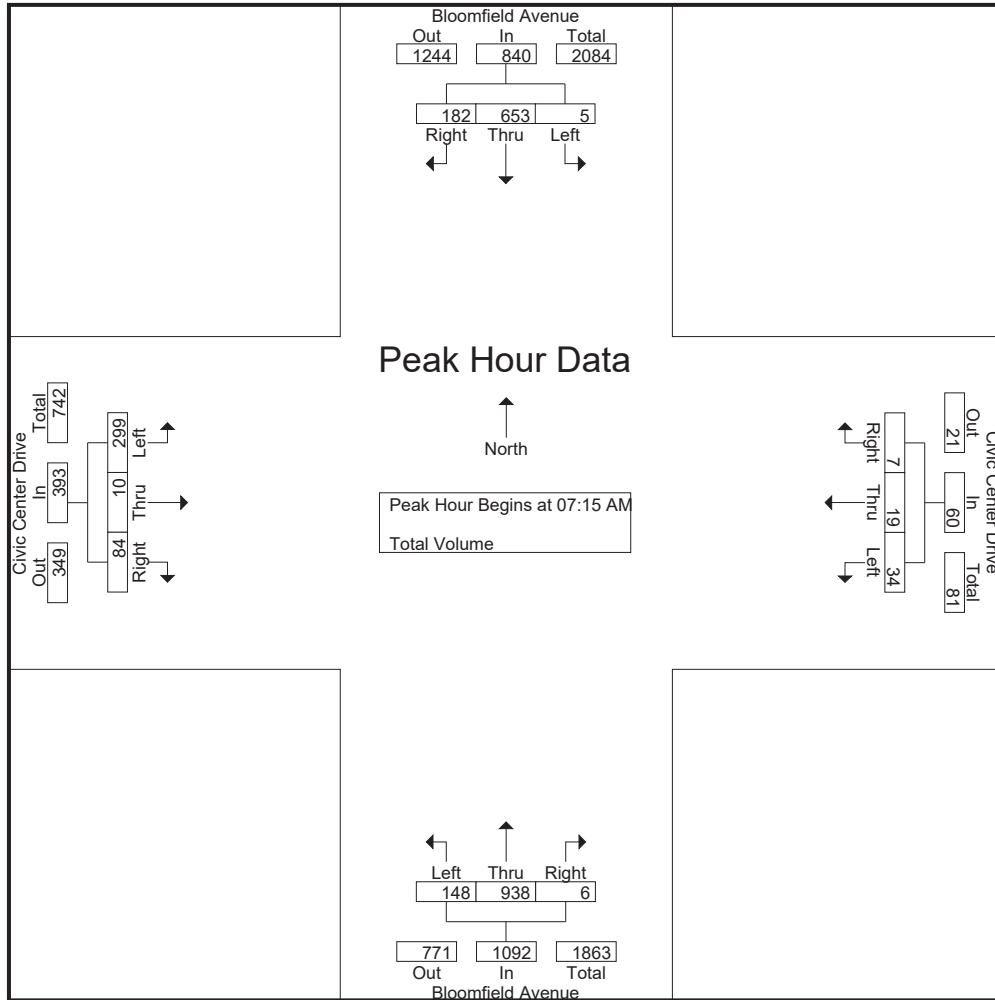 Bloomfield Avenue
Out In Total
1244 840 2084
182 653 5
Right Thru Left
Peak Hour Data
North
Peak Hour Begins at 07:15 AM
Total Volume
Civic Center Drive
Out In Total
349 393 742
84 10 299
Right Thru Left
Civic Center Drive
Out In Total
21 60 81
7 19 34
Right Thru Left
Left Thru Right
148 938 6
771 1092 1863
Out In Total
Bloomfield Avenue